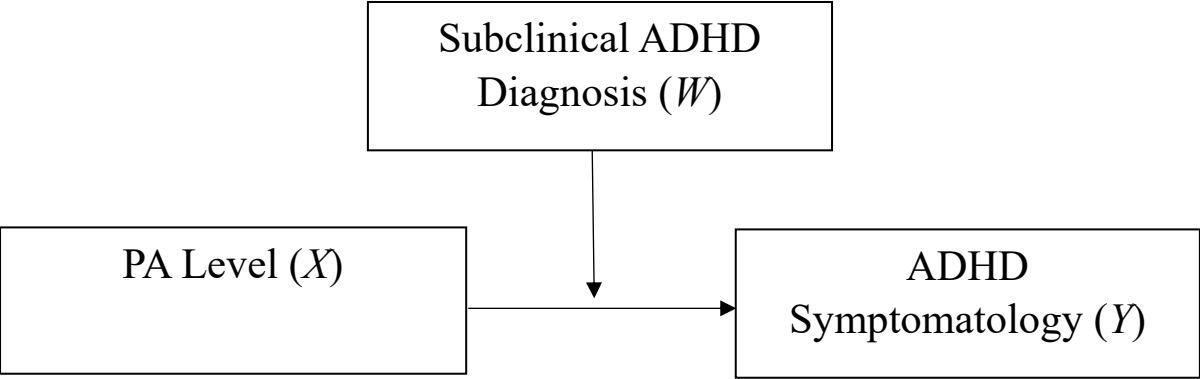 Subclinical ADHD
Diagnosis (W)
PA Level (X)
ADHD
Symptomatology (Y)